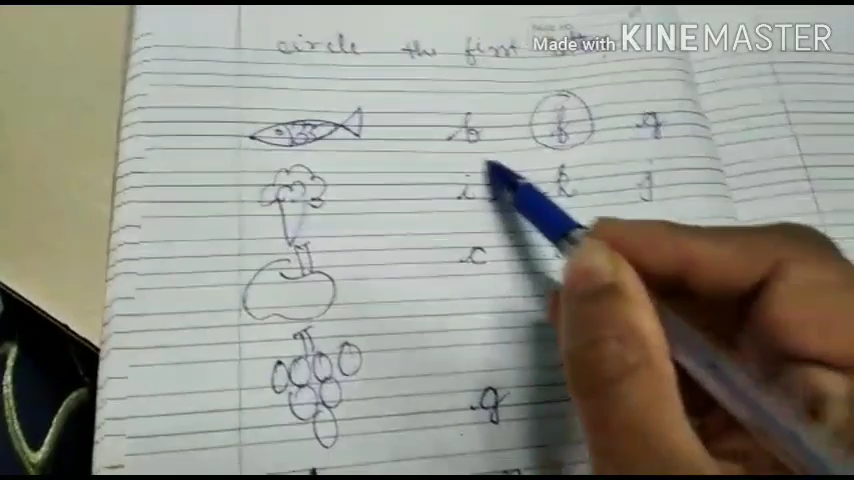 circle the first
Made with KINEMASTER
b f g
i k j
c
g